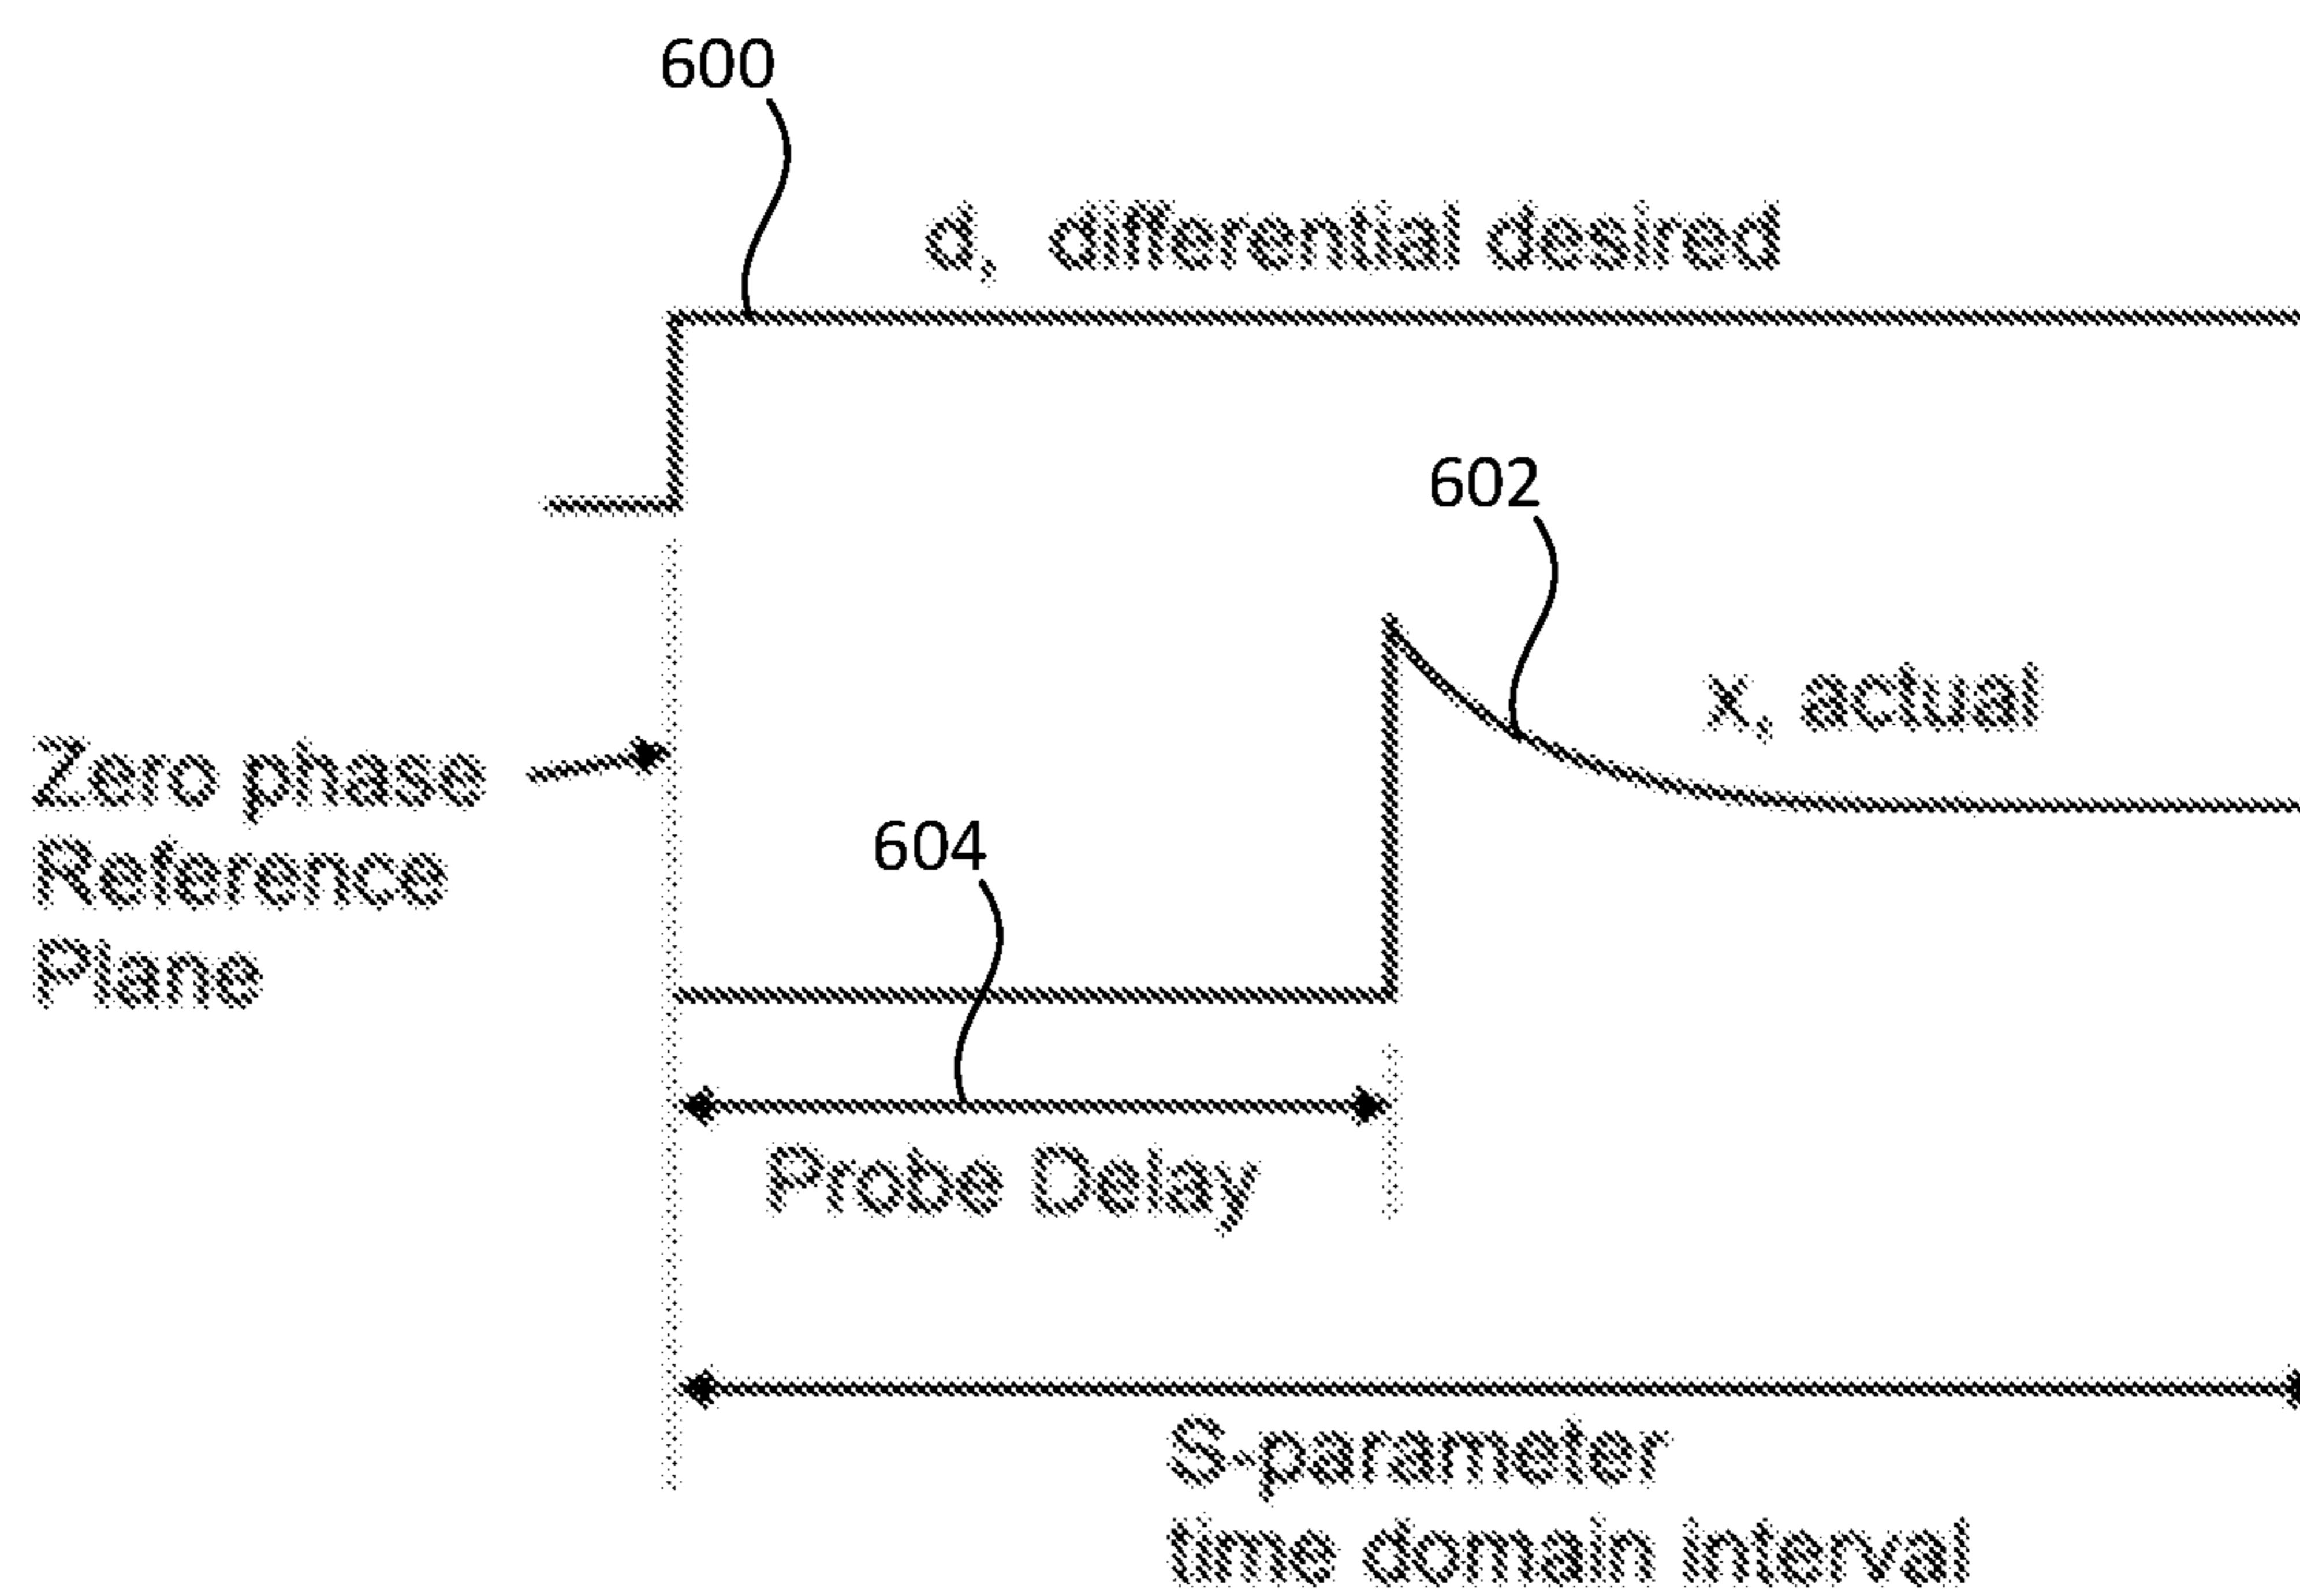 600
d, differential desired
602
x, actual
Zero phase
Reference
Plane
604
Probe Delay
S-parameter
time domain interval